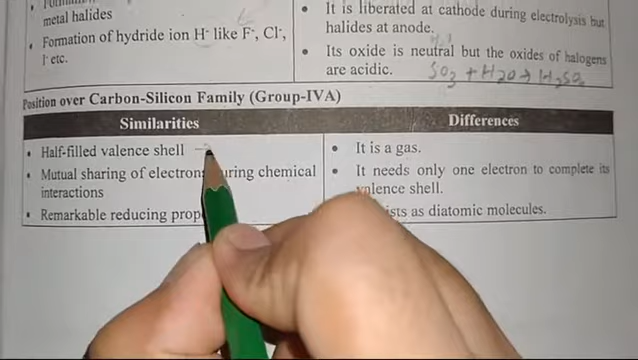 metal halides
• Formation of hydride ion H⁻ like F⁻, Cl⁻,
I⁻ etc.
• It is liberated at cathode during electrolysis but
halides at anode.
• Its oxide is neutral but the oxides of halogens
are acidic.
SO₃ + H₂O → H₂SO₄
Position over Carbon-Silicon Family (Group-IVA)
Similarities
Differences
• Half-filled valence shell
• Mutual sharing of electrons during chemical
interactions
• Remarkable reducing prop
• It is a gas.
• It needs only one electron to complete its
valence shell.
ists as diatomic molecules.